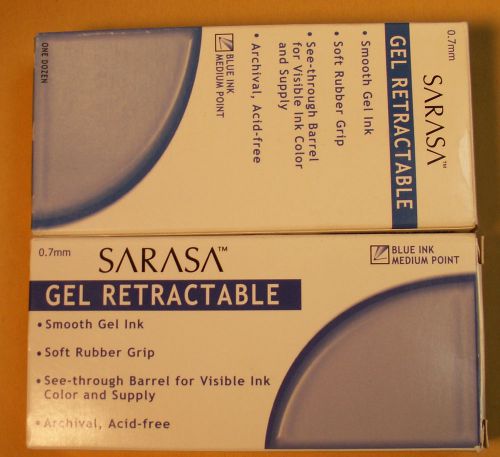 0.7mm
SARASA™
GEL RETRACTABLE
• Smooth Gel Ink
• Soft Rubber Grip
• See-through Barrel
for Visible Ink Color
and Supply
• Archival, Acid-free
BLUE INK
MEDIUM POINT
ONE DOZEN
0.7mm
SARASA™
BLUE INK
MEDIUM POINT
GEL RETRACTABLE
• Smooth Gel Ink
• Soft Rubber Grip
• See-through Barrel for Visible Ink
Color and Supply
• Archival, Acid-free